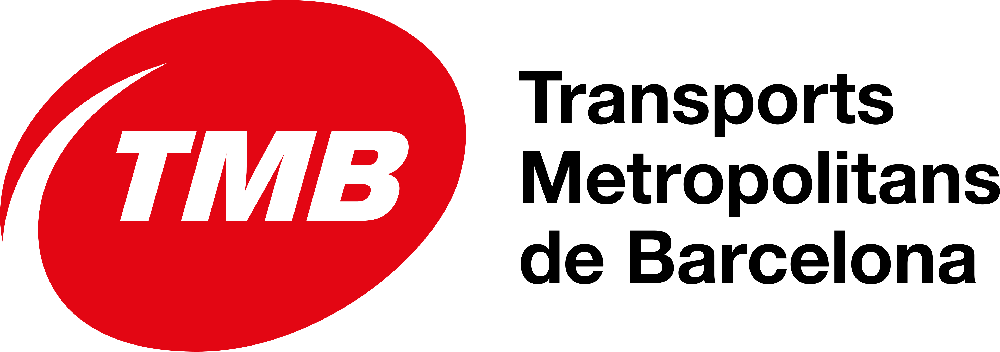 TMB
Transports
Metropolitans
de Barcelona